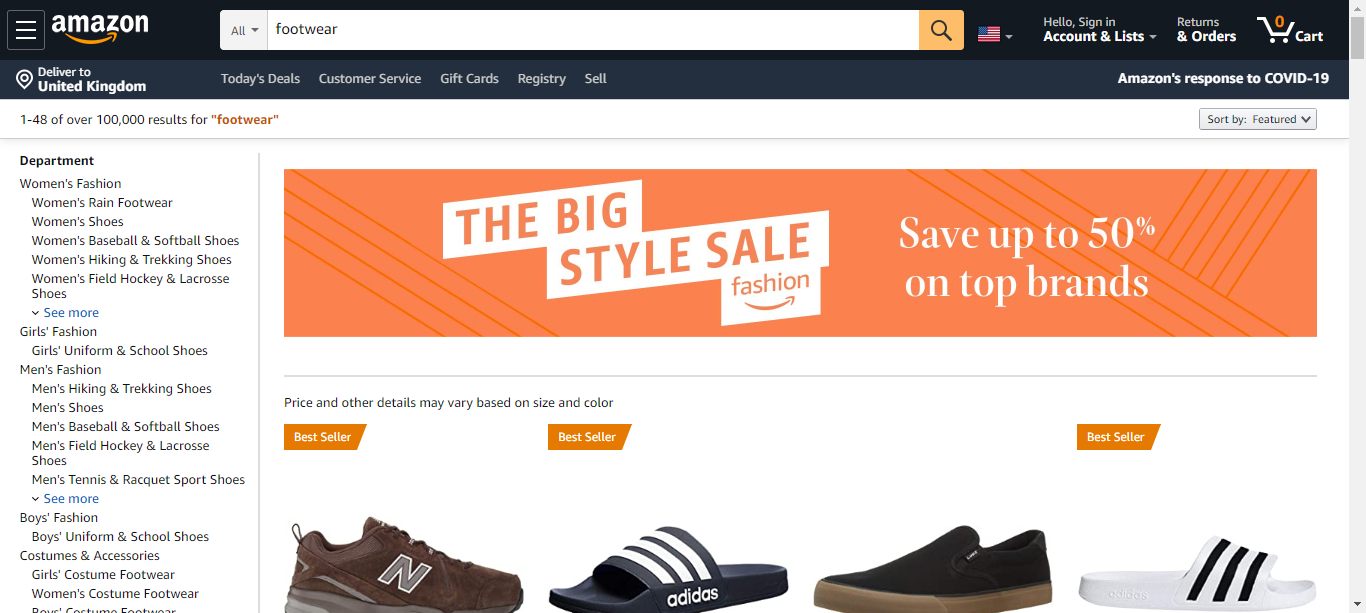 amazon
All
footwear
Hello, Sign in
Account & Lists
Returns
& Orders
0
Cart
Deliver to
United Kingdom
Today's Deals
Customer Service
Gift Cards
Registry
Sell
Amazon's response to COVID-19
1-48 of over 100,000 results for "footwear"
Sort by: Featured
Department
Women's Fashion
Women's Rain Footwear
Women's Shoes
Women's Baseball & Softball Shoes
Women's Hiking & Trekking Shoes
Women's Field Hockey & Lacrosse
Shoes
See more
Girls' Fashion
Girls' Uniform & School Shoes
Men's Fashion
Men's Hiking & Trekking Shoes
Men's Shoes
Men's Baseball & Softball Shoes
Men's Field Hockey & Lacrosse
Shoes
Men's Tennis & Racquet Sport Shoes
See more
Boys' Fashion
Boys' Uniform & School Shoes
Costumes & Accessories
Girls' Costume Footwear
Women's Costume Footwear
Boys' Costume Footwear
THE BIG
STYLE SALE
fashion
Save up to 50%
on top brands
Price and other details may vary based on size and color
Best Seller
Best Seller
Best Seller
N
adidas
adidas